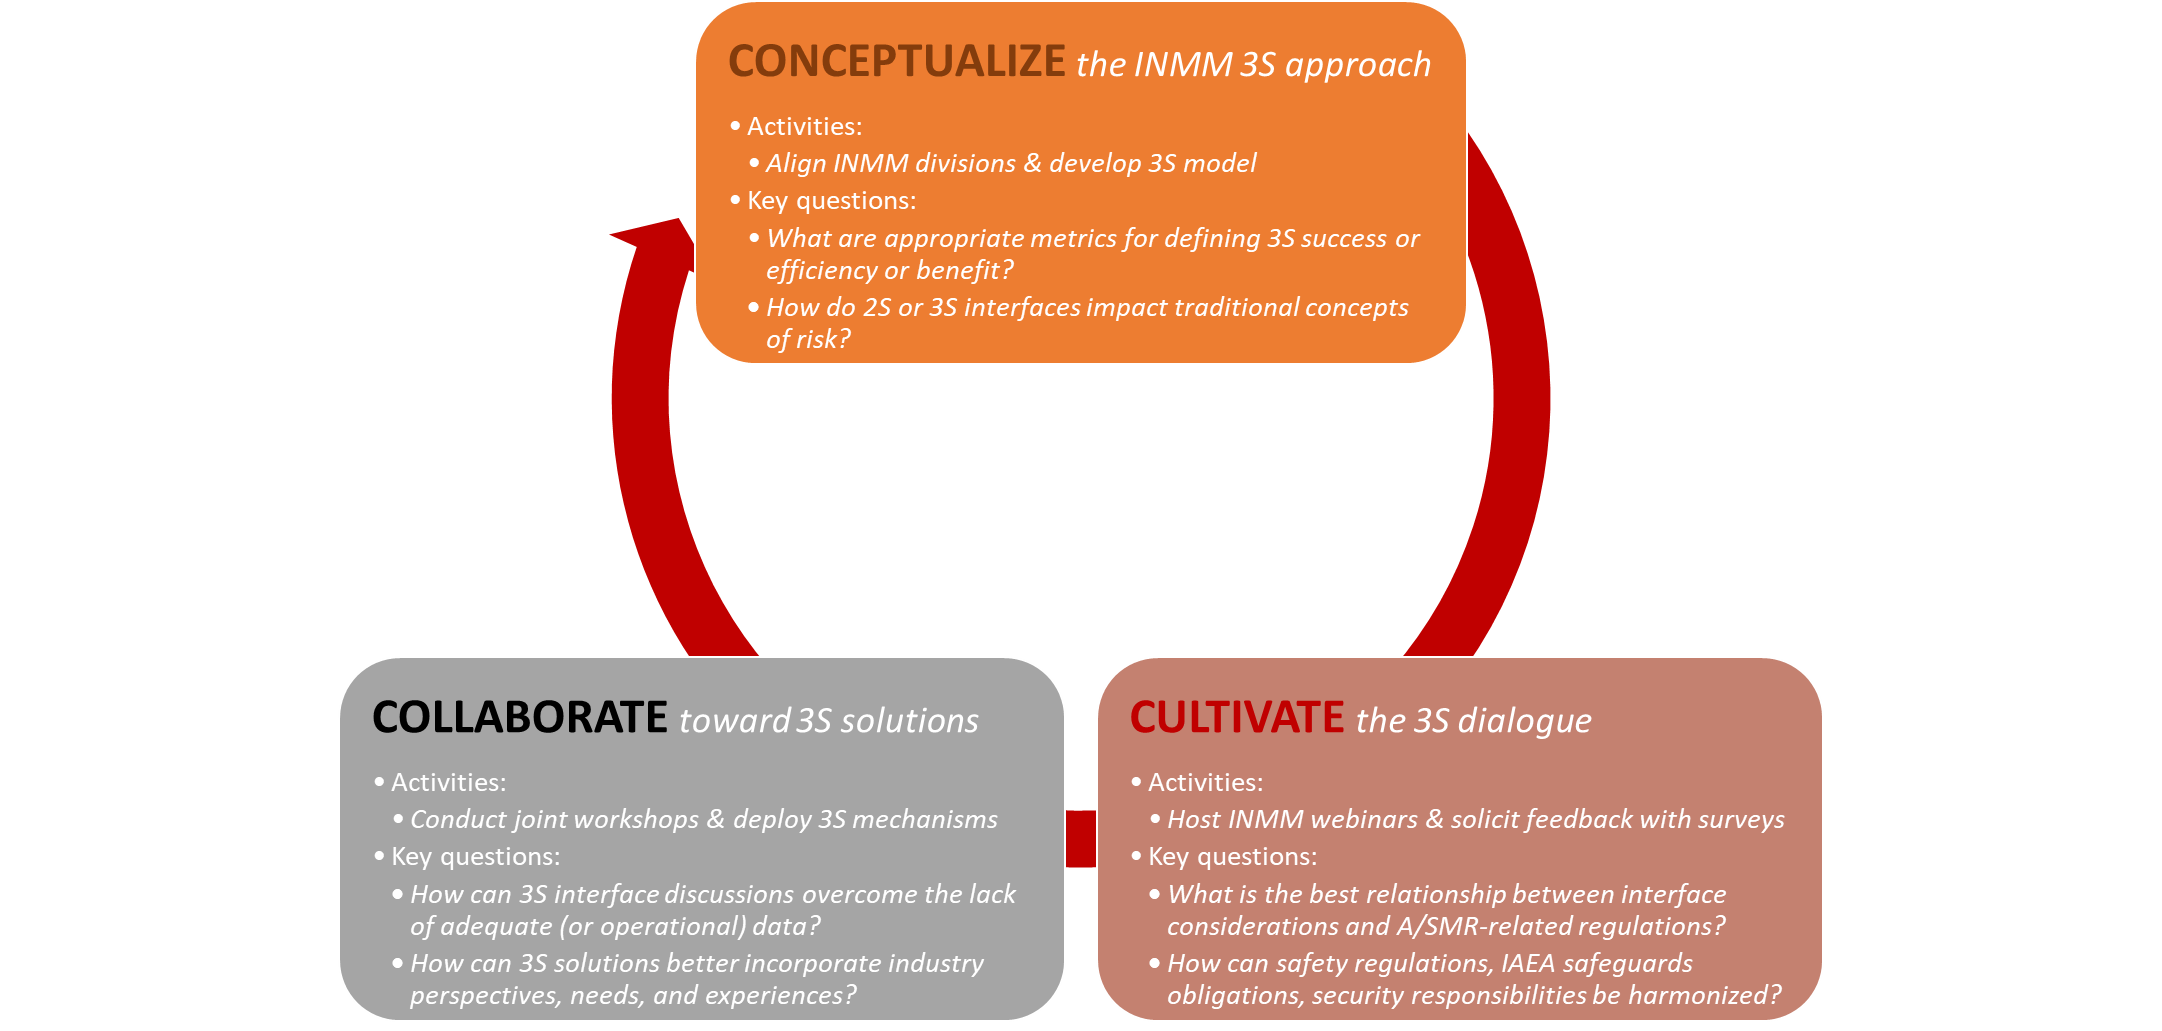 CONCEPTUALIZE the INMM 3S approach
• Activities:
• Align INMM divisions & develop 3S model
• Key questions:
• What are appropriate metrics for defining 3S success or
efficiency or benefit?
• How do 2S or 3S interfaces impact traditional concepts
of risk?
COLLABORATE toward 3S solutions
• Activities:
• Conduct joint workshops & deploy 3S mechanisms
• Key questions:
• How can 3S interface discussions overcome the lack
of adequate (or operational) data?
• How can 3S solutions better incorporate industry
perspectives, needs, and experiences?
CULTIVATE the 3S dialogue
• Activities:
• Host INMM webinars & solicit feedback with surveys
• Key questions:
• What is the best relationship between interface
considerations and A/SMR-related regulations?
• How can safety regulations, IAEA safeguards
obligations, security responsibilities be harmonized?